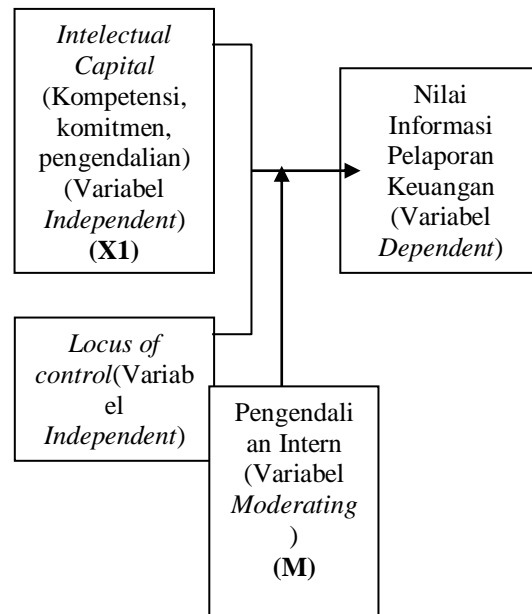 Intelectual
Capital
(Kompetensi,
komitmen,
pengendalian)
(Variabel
Independent)
(X1)
Nilai
Informasi
Pelaporan
Keuangan
(Variabel
Dependent)
Locus of
control(Variab
el
Independent)
Pengendali
an Intern
(Variabel
Moderating
)
(M)